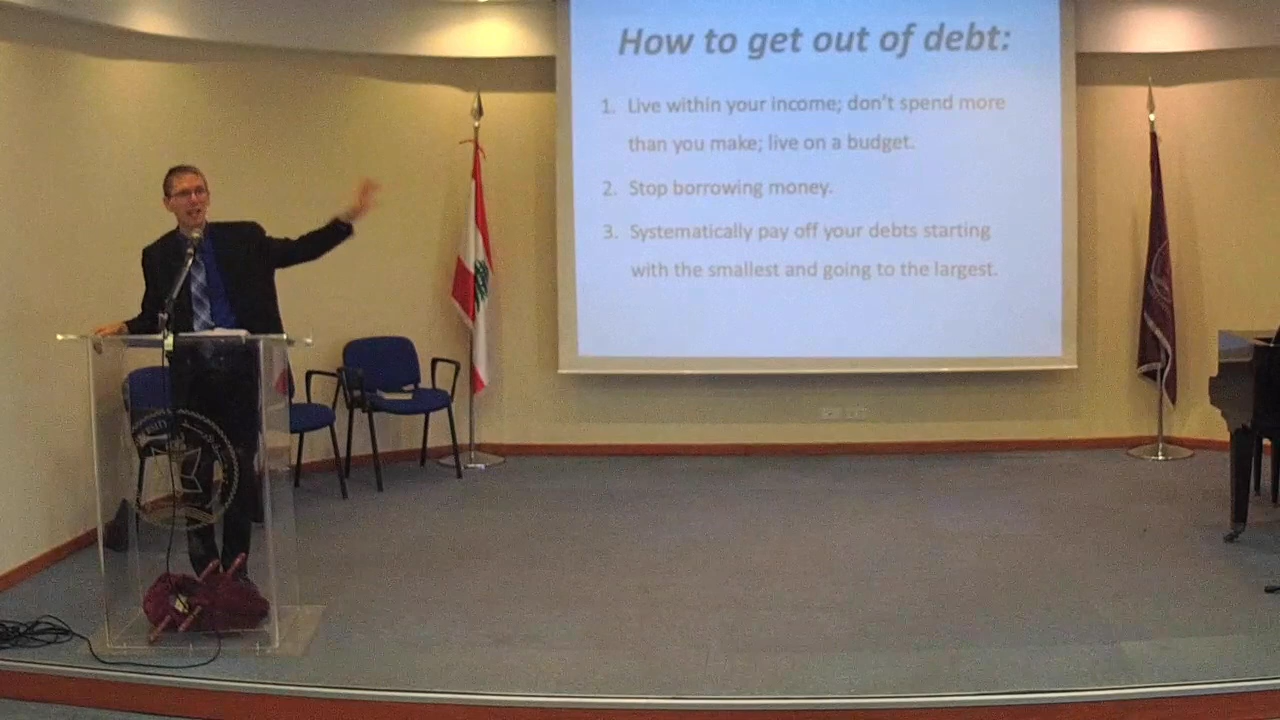 How to get out of debt:
1. Live within your income; don't spend more
than you make; live on a budget.
2. Stop borrowing money.
3. Systematically pay off your debts starting
with the smallest and going to the largest.